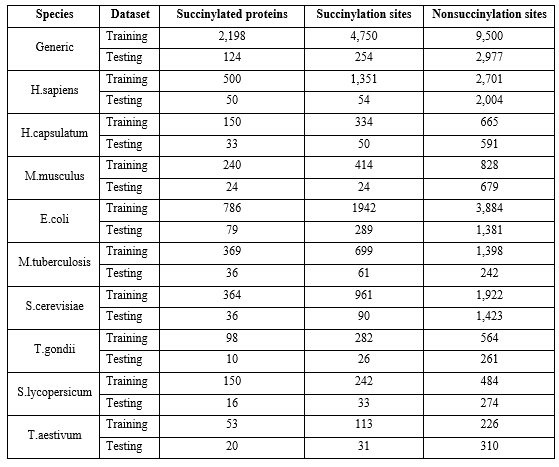 Species Dataset Succinylated proteins Succinylation sites Nonsuccinylation sites
Generic Training 2,198 4,750 9,500
Testing 124 254 2,977
H.sapiens Training 500 1,351 2,701
Testing 50 54 2,004
H.capsulatum Training 150 334 665
Testing 33 50 591
M.musculus Training 240 414 828
Testing 24 24 679
E.coli Training 786 1942 3,884
Testing 79 289 1,381
M.tuberculosis Training 369 699 1,398
Testing 36 61 242
S.cerevisiae Training 364 961 1,922
Testing 36 90 1,423
T.gondii Training 98 282 564
Testing 10 26 261
S.lycopersicum Training 150 242 484
Testing 16 33 274
T.aestivum Training 53 113 226
Testing 20 31 310